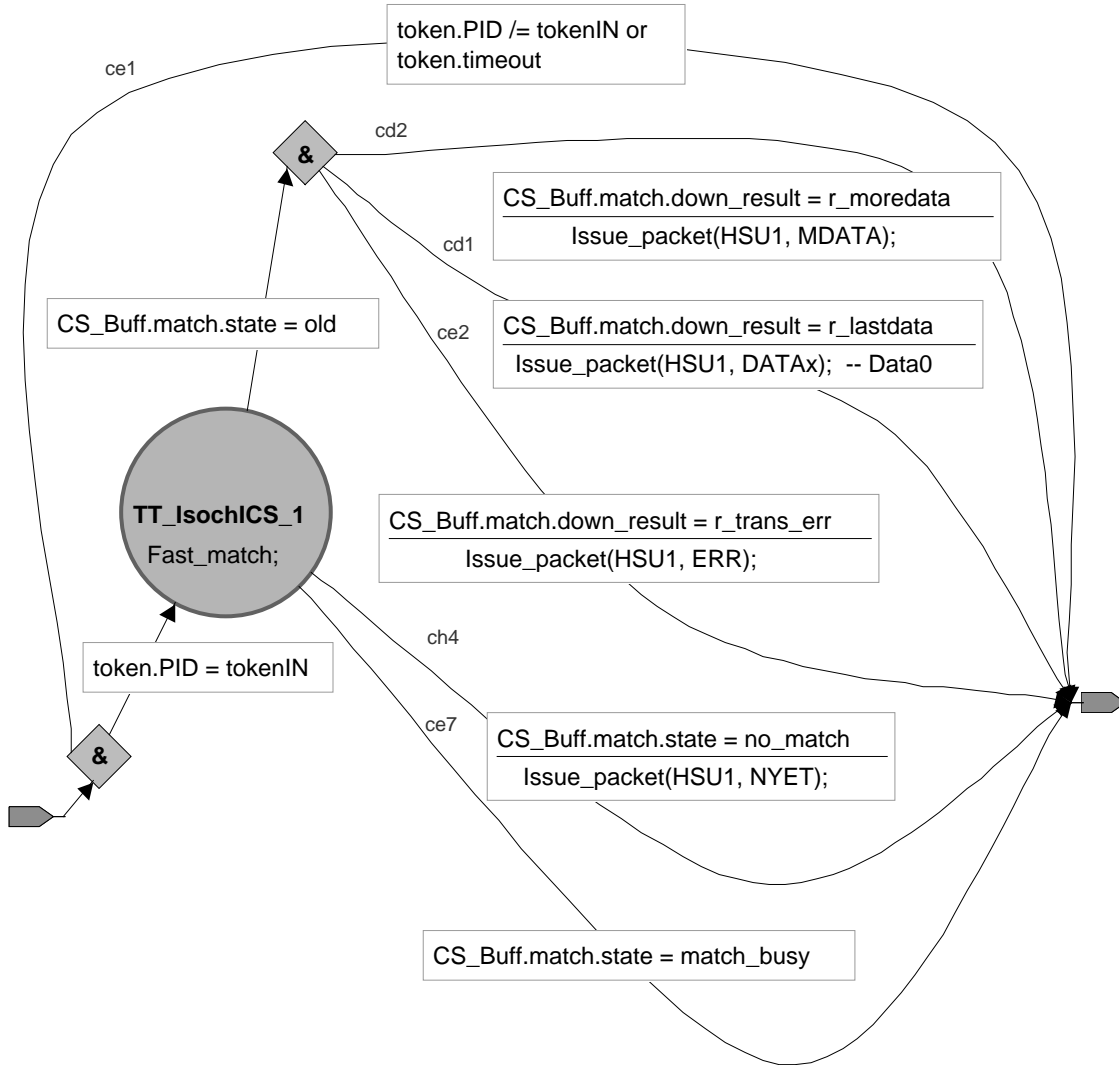 token.PID /= tokenIN or
token.timeout
ce1
cd2
&
CS_Buff.match.down_result = r_moredata
Issue_packet(HSU1, MDATA);
cd1
CS_Buff.match.state = old
ce2
CS_Buff.match.down_result = r_lastdata
Issue_packet(HSU1, DATAx);  -- Data0
TT_IsochICS_1
Fast_match;
CS_Buff.match.down_result = r_trans_err
Issue_packet(HSU1, ERR);
ch4
token.PID = tokenIN
ce7
CS_Buff.match.state = no_match
Issue_packet(HSU1, NYET);
&
CS_Buff.match.state = match_busy